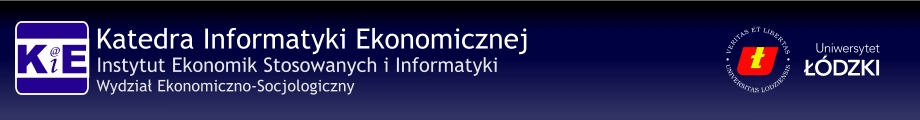 K@iE
Katedra Informatyki Ekonomicznej
Instytut Ekonomik Stosowanych i Informatyki
Wydział Ekonomiczno-Socjologiczny
VERITAS ET LIBERTAS
ł
UNIVERSITAS LODZIENSIS
Uniwersytet
ŁÓDZKI